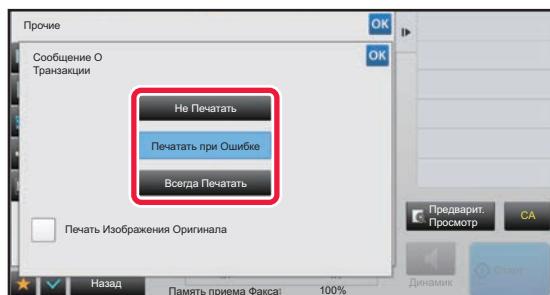 Прочие
OK
Сообщение О
Транзакции
OK
Не Печатать
Печатать при Ошибке
Всегда Печатать
Печать Изображения Оригинала
Предварит.
Просмотр
CA
Назад
Память приема Факса:
100%
Динамик
Старт